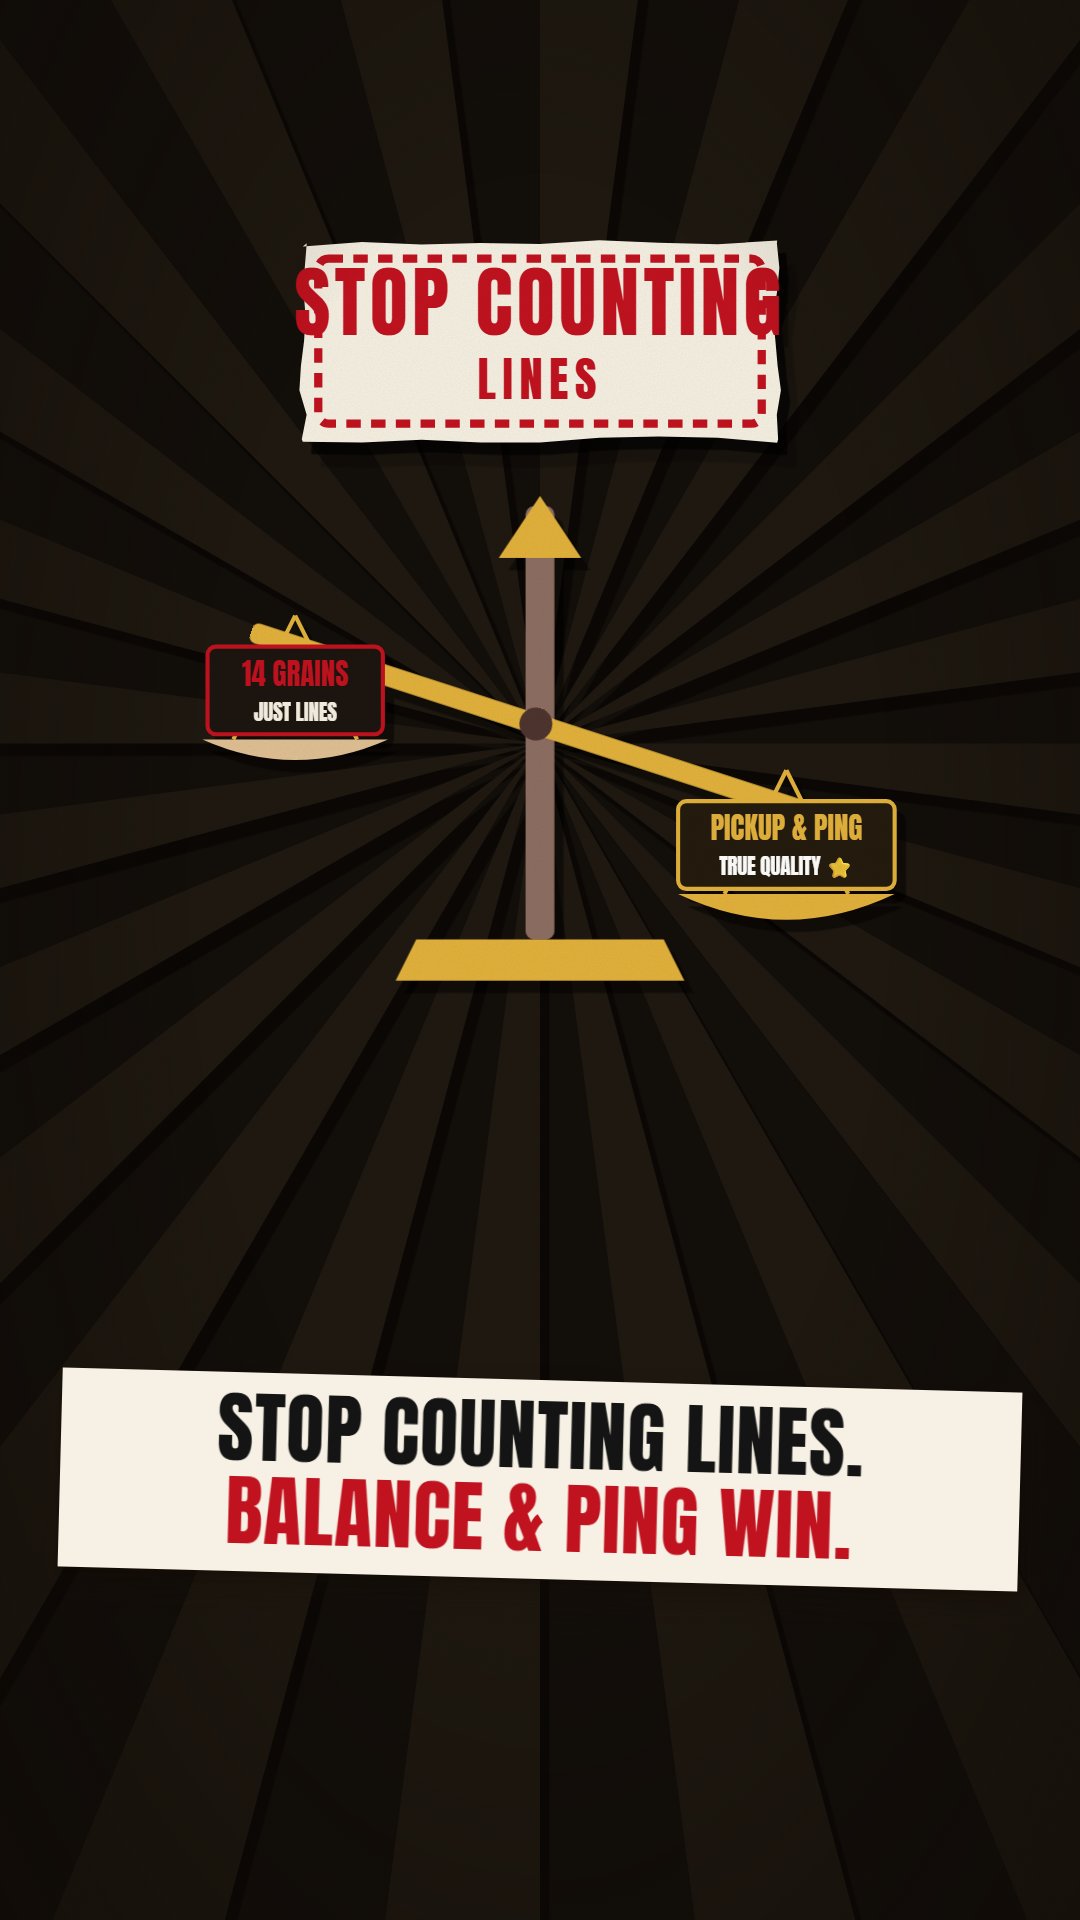 STOP COUNTING
LINES
14 GRAINS
JUST LINES
PICKUP & PING
TRUE QUALITY ⭐
STOP COUNTING LINES.
BALANCE & PING WIN.